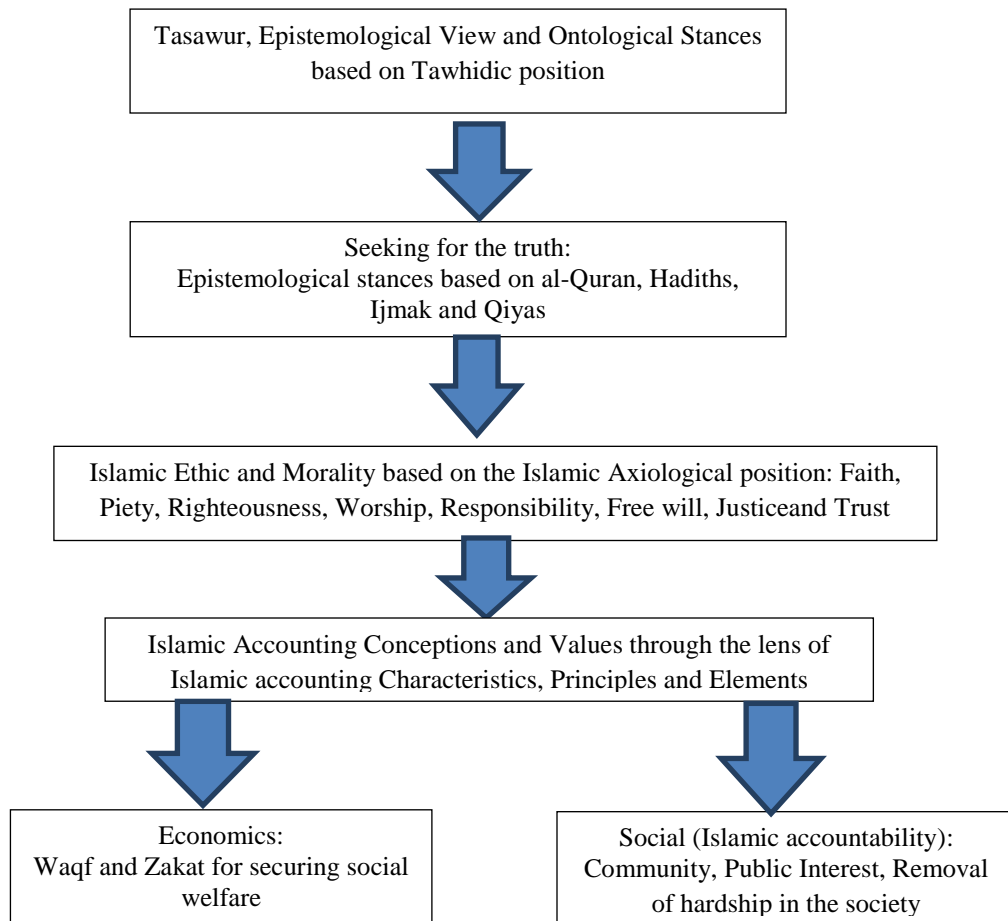 Tasawur, Epistemological View and Ontological Stances
based on Tawhidic position
Seeking for the truth:
Epistemological stances based on al-Quran, Hadiths,
Ijmak and Qiyas
Islamic Ethic and Morality based on the Islamic Axiological position: Faith,
Piety, Righteousness, Worship, Responsibility, Free will, Justiceand Trust
Islamic Accounting Conceptions and Values through the lens of
Islamic accounting Characteristics, Principles and Elements
Economics:
Waqf and Zakat for securing social
welfare
Social (Islamic accountability):
Community, Public Interest, Removal
of hardship in the society